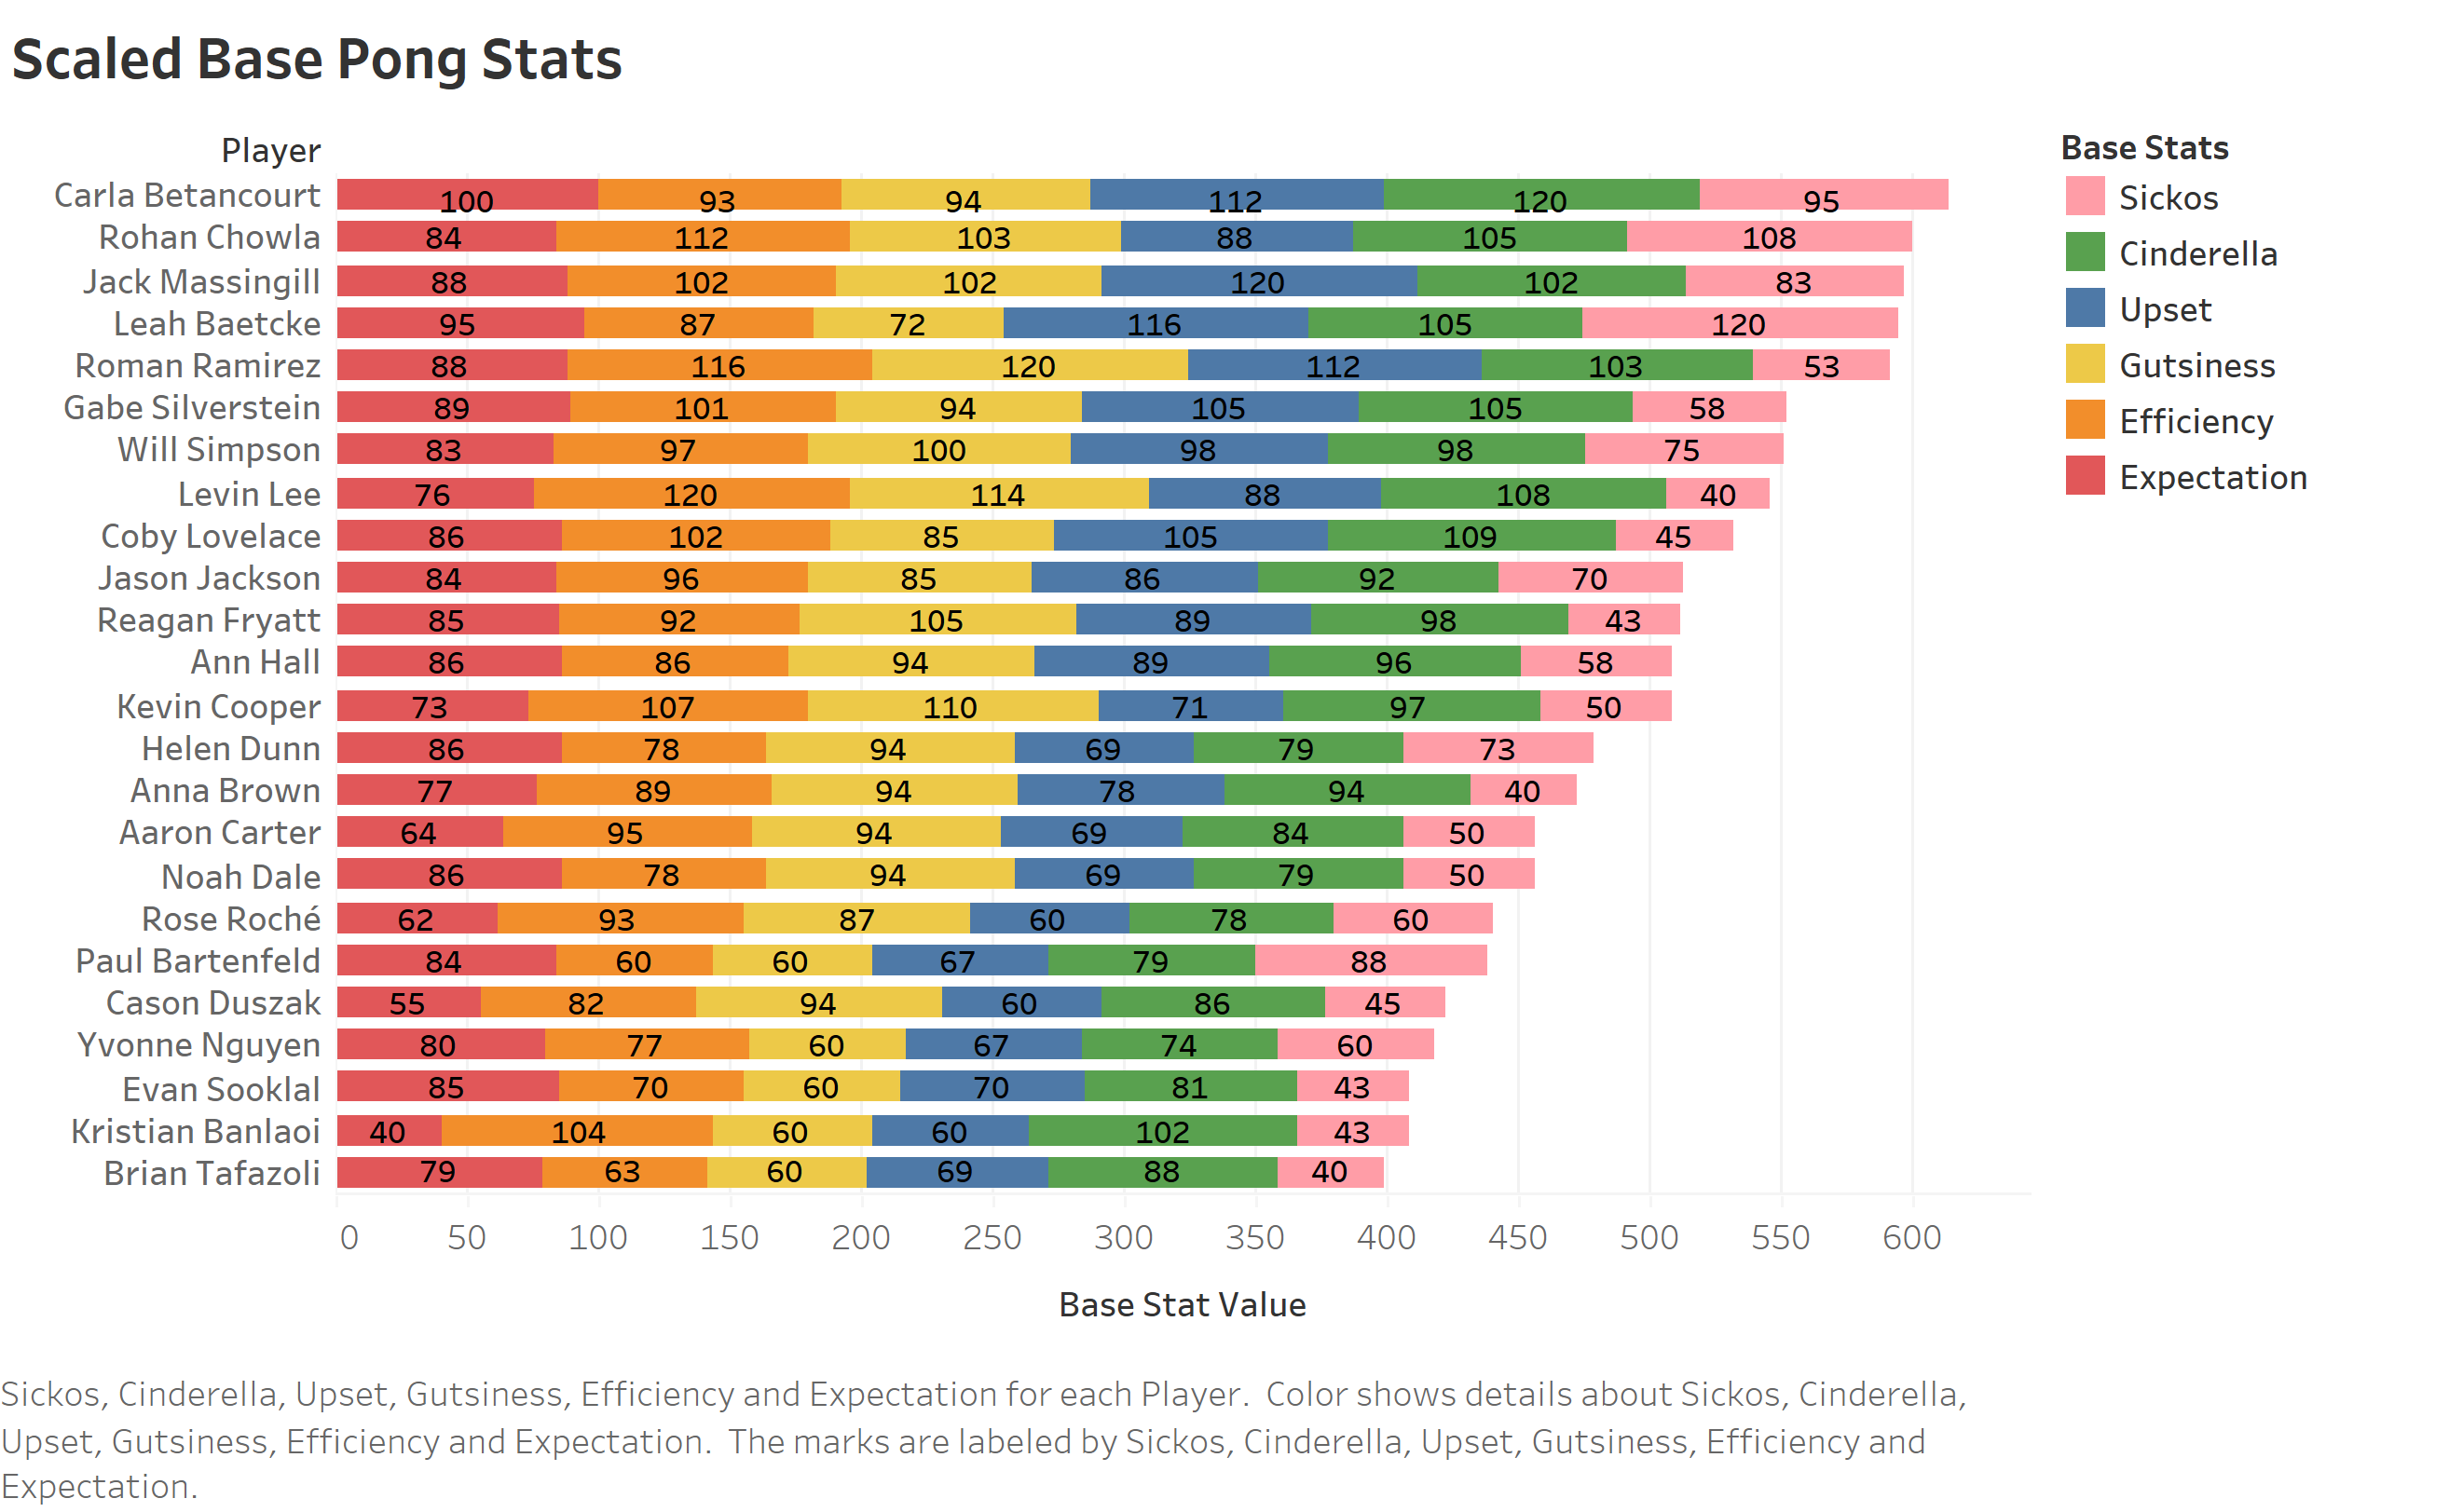 Scaled Base Pong Stats
Player
Base Stats
Carla Betancourt 100 93 94 112 120 95
Sickos
Rohan Chowla 84 112 103 88 105 108
Cinderella
Jack Massingill 88 102 102 120 102 83
Upset
Leah Baetcke 95 87 72 116 105 120
Roman Ramirez 88 116 120 112 103 53
Gutsiness
Gabe Silverstein 89 101 94 105 105 58
Efficiency
Will Simpson 83 97 100 98 98 75
Expectation
Levin Lee 76 120 114 88 108 40
Coby Lovelace 86 102 85 105 109 45
Jason Jackson 84 96 85 86 92 70
Reagan Fryatt 85 92 105 89 98 43
Ann Hall 86 86 94 89 96 58
Kevin Cooper 73 107 110 71 97 50
Helen Dunn 86 78 94 69 79 73
Anna Brown 77 89 94 78 94 40
Aaron Carter 64 95 94 69 84 50
Noah Dale 86 78 94 69 79 50
Rose Roché 62 93 87 60 78 60
Paul Bartenfeld 84 60 60 67 79 88
Cason Duszak 55 82 94 60 86 45
Yvonne Nguyen 80 77 60 67 74 60
Evan Sooklal 85 70 60 70 81 43
Kristian Banlaoi 40 104 60 60 102 43
Brian Tafazoli 79 63 60 69 88 40
0 50 100 150 200 250 300 350 400 450 500 550 600
Base Stat Value
Sickos, Cinderella, Upset, Gutsiness, Efficiency and Expectation for each Player.  Color shows details about Sickos, Cinderella,
Upset, Gutsiness, Efficiency and Expectation.  The marks are labeled by Sickos, Cinderella, Upset, Gutsiness, Efficiency and
Expectation.